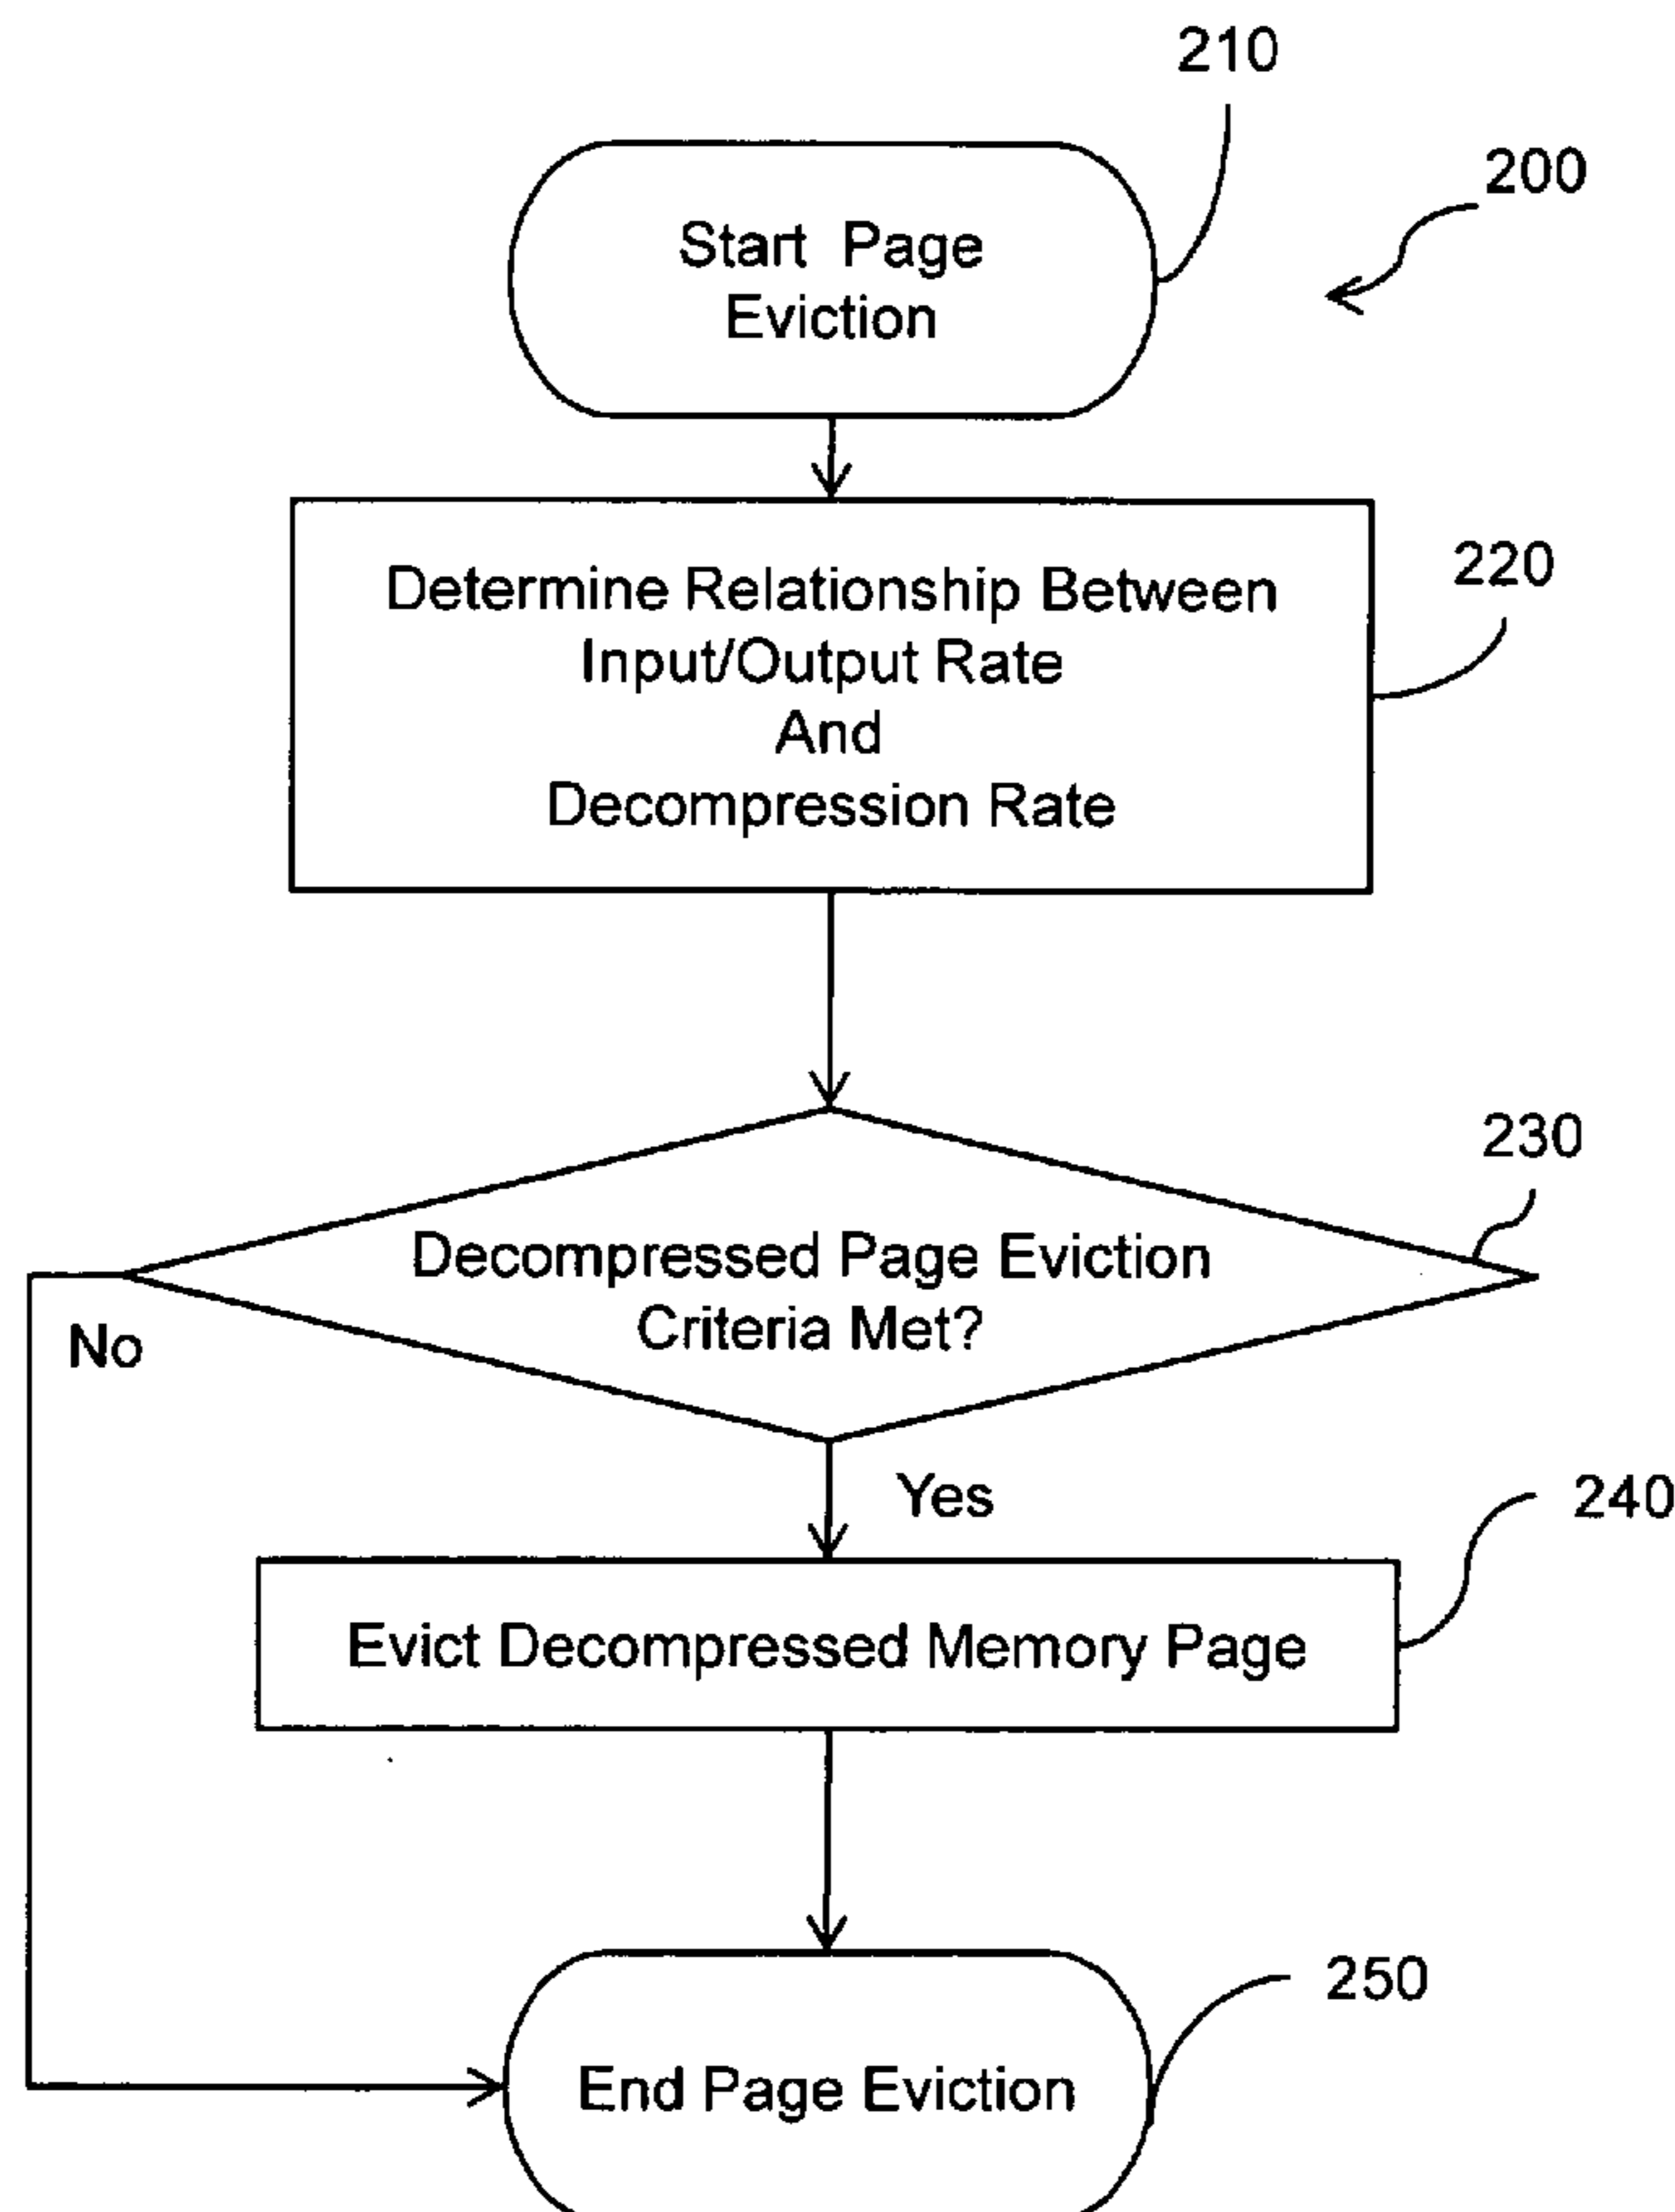 210
200
Start Page
Eviction
220
Determine Relationship Between
Input/Output Rate
And
Decompression Rate
230
Decompressed Page Eviction
Criteria Met?
No
Yes
240
Evict Decompressed Memory Page
250
End Page Eviction